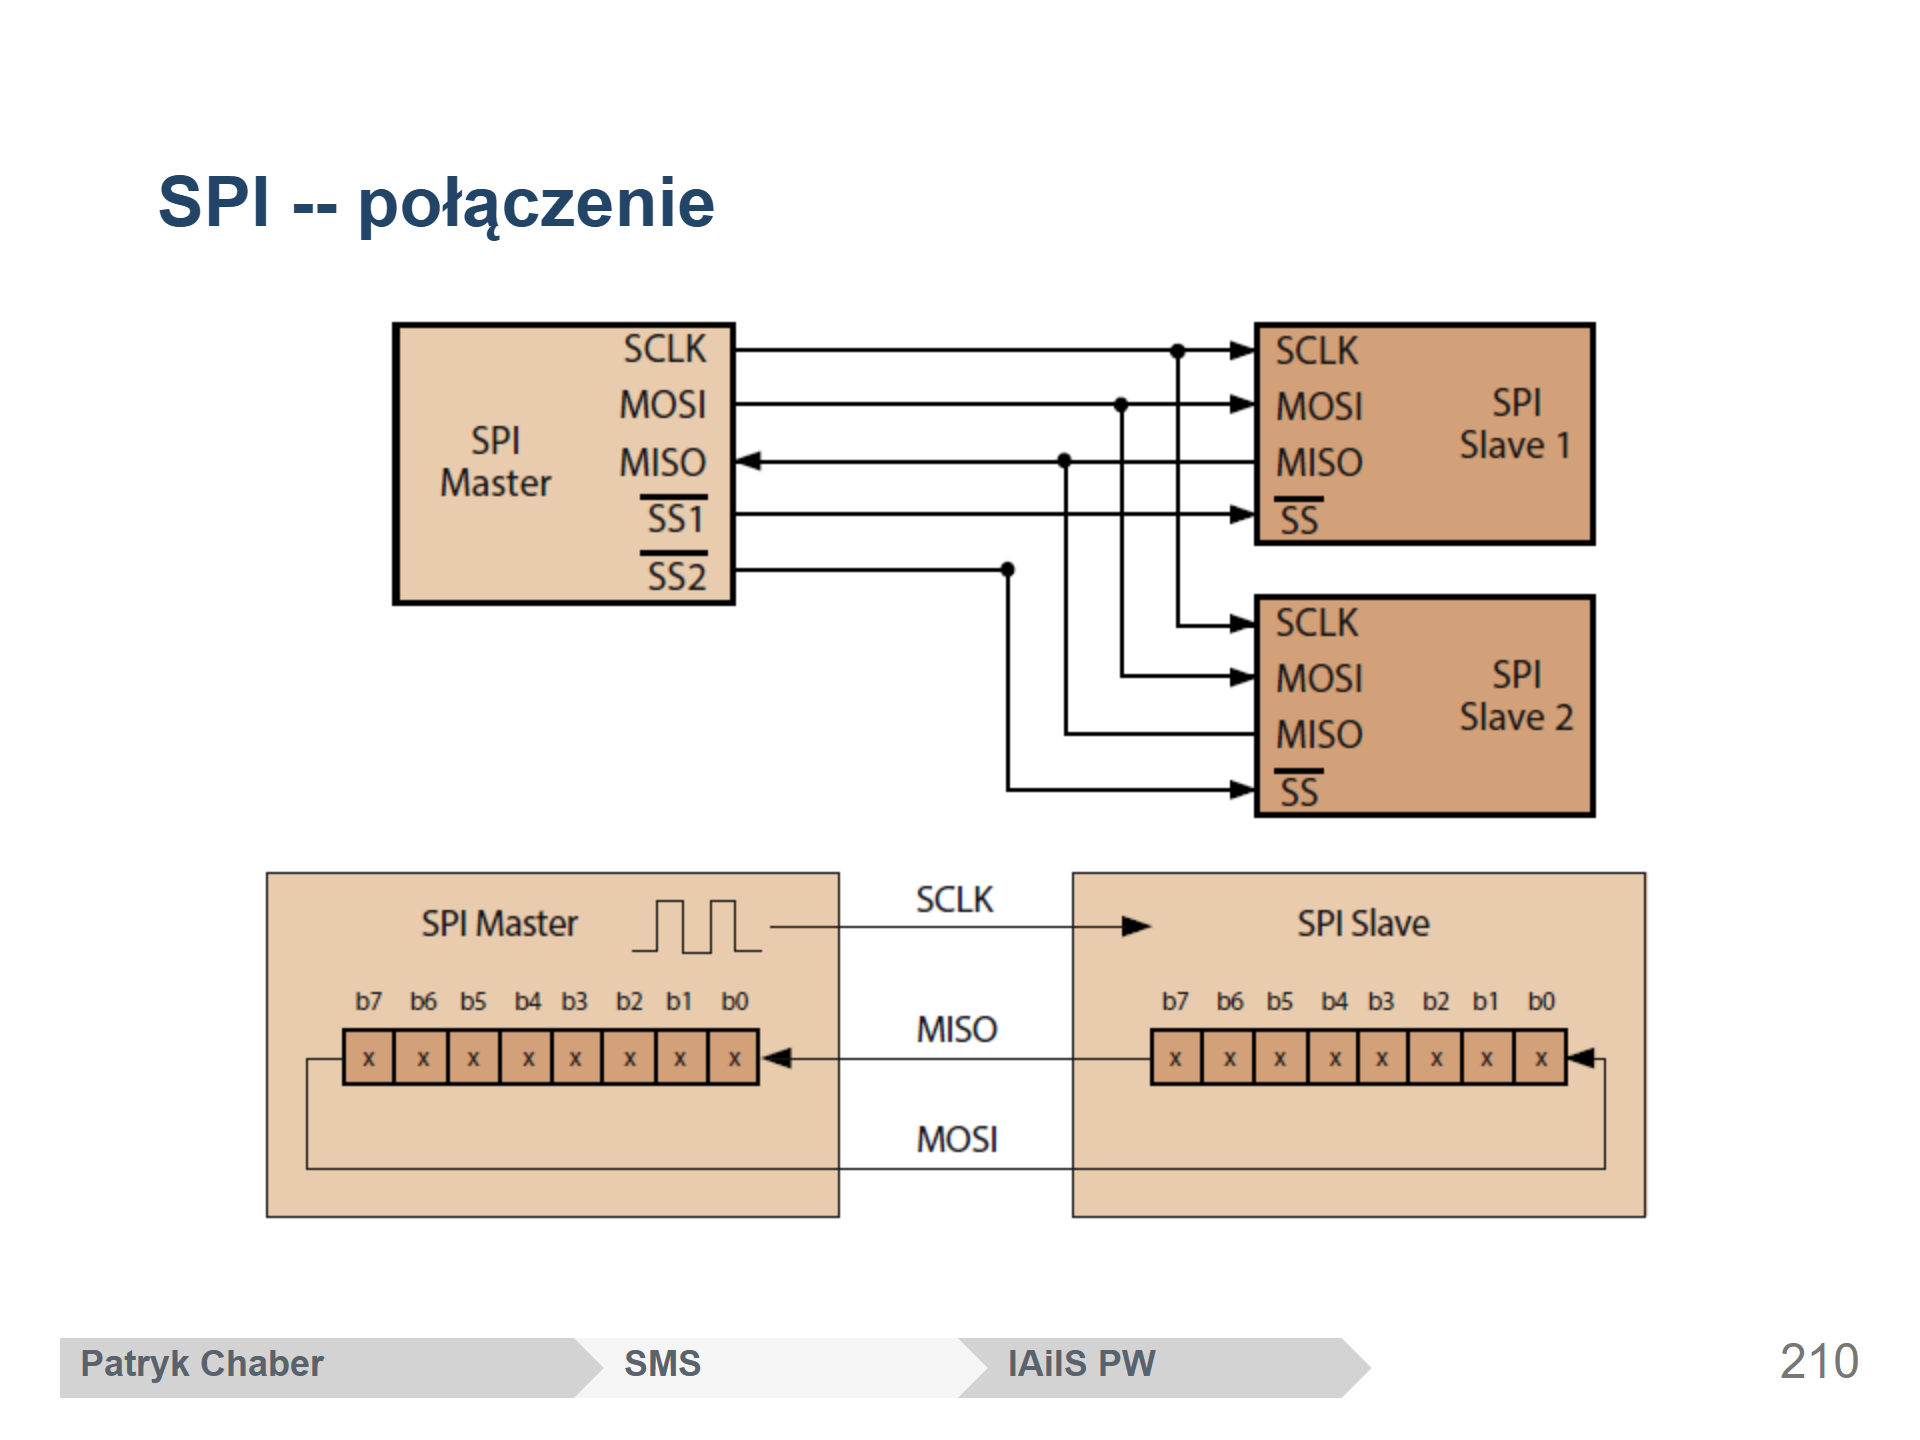 SPI -- połączenie
SPI
Master
SCLK
MOSI
MISO
SS1
SS2
SCLK
MOSI
MISO
SS
SPI
Slave 1
SCLK
MOSI
MISO
SS
SPI
Slave 2
SPI Master
b7 b6 b5 b4 b3 b2 b1 b0
x x x x x x x x
SCLK
MISO
MOSI
SPI Slave
b7 b6 b5 b4 b3 b2 b1 b0
x x x x x x x x
Patryk Chaber
SMS
IAiIS PW
210